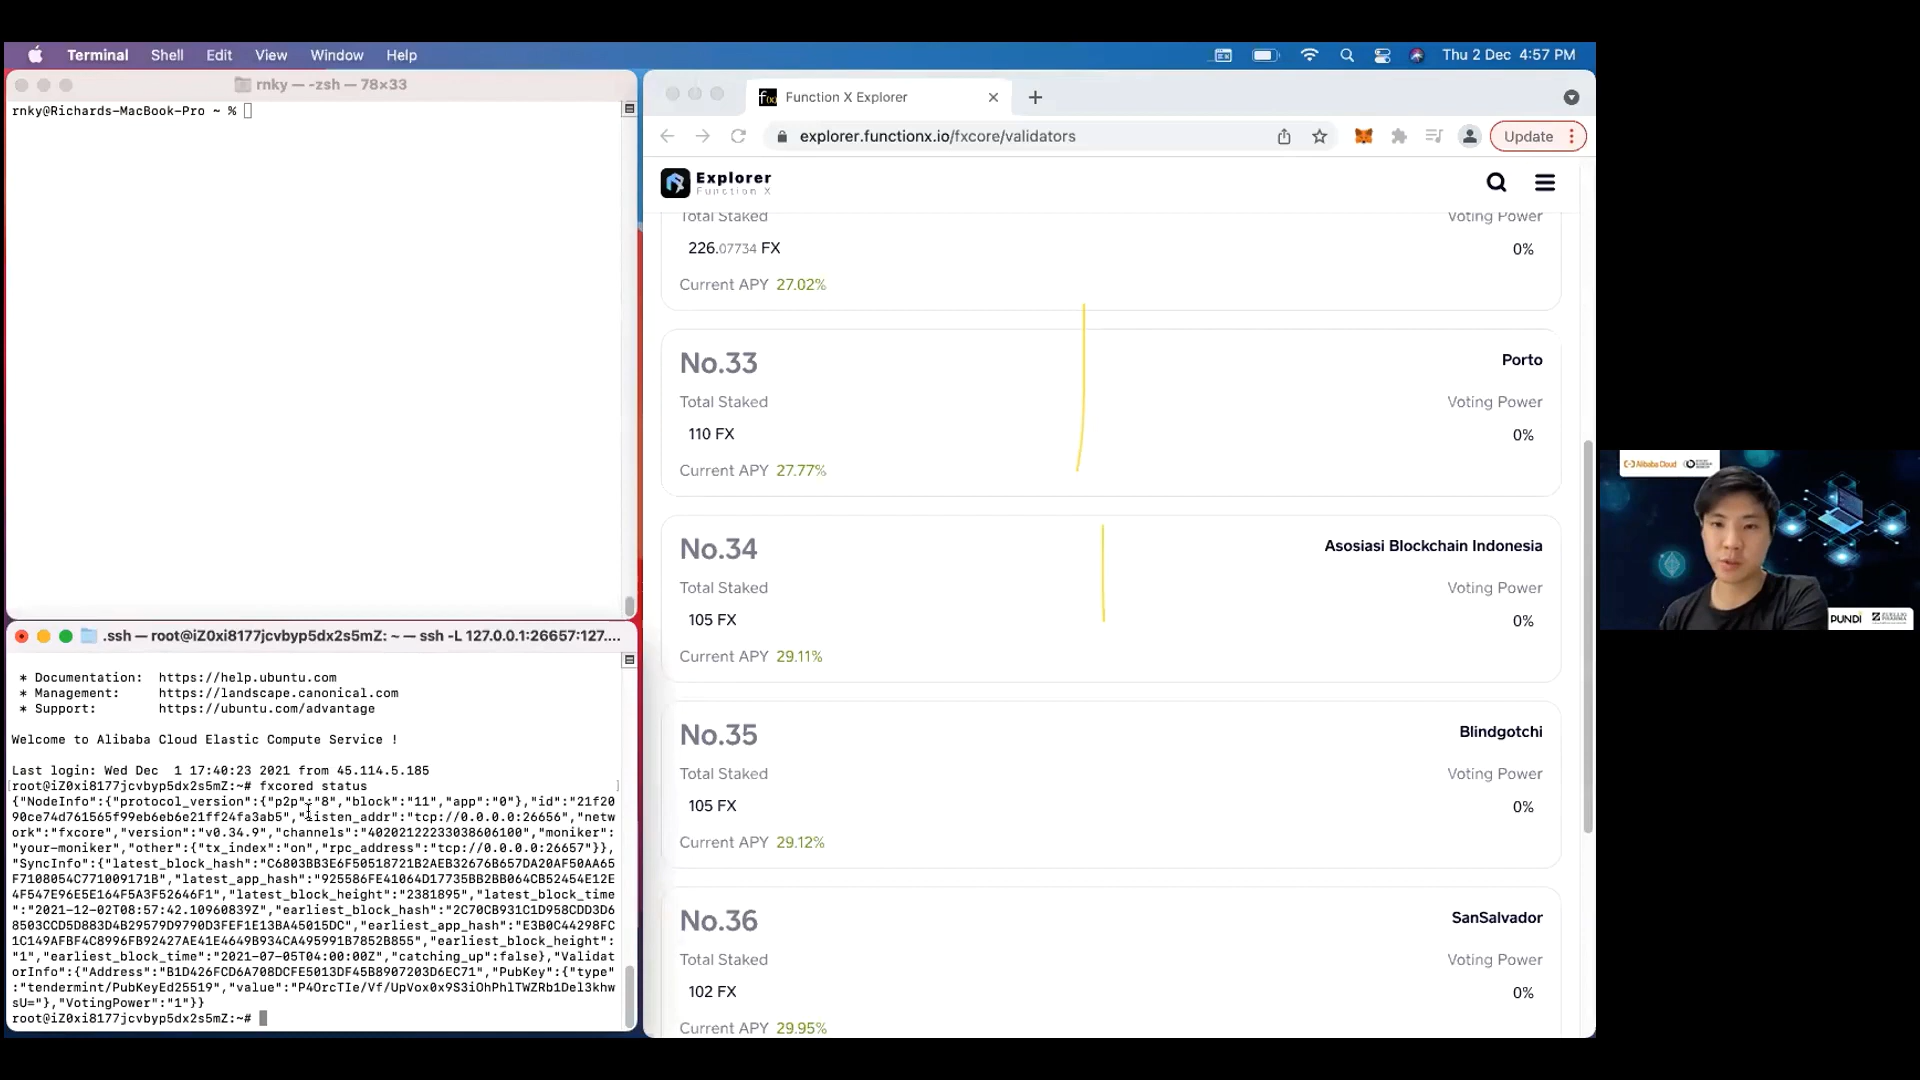 Terminal Shell Edit View Window Help Thu 2 Dec 4:57 PM
rnky — -zsh — 78×33
rnky@Richards-MacBook-Pro ~ %
Function X Explorer
explorer.functionx.io/fxcore/validators
Update
Explorer
Function X
Total Staked Voting Power
226.07734 FX 0%
Current APY 27.02%
No.33 Porto
Total Staked Voting Power
110 FX 0%
Current APY 27.77%
No.34 Asosiasi Blockchain Indonesia
Total Staked Voting Power
105 FX 0%
Current APY 29.11%
No.35 Blindgotchi
Total Staked Voting Power
105 FX 0%
Current APY 29.12%
No.36 SanSalvador
Total Staked Voting Power
102 FX 0%
Current APY 29.95%
.ssh — root@iZ0xi8177jcvbyp5dx2s5mZ: ~ — ssh -L 127.0.0.1:26657:127....
* Documentation: https://help.ubuntu.com
* Management: https://landscape.canonical.com
* Support: https://ubuntu.com/advantage
Welcome to Alibaba Cloud Elastic Compute Service !
Last login: Wed Dec 1 17:40:23 2021 from 45.114.5.185
[root@iZ0xi8177jcvbyp5dx2s5mZ:~# fxcored status ]
{"NodeInfo":{"protocol_version":{"p2p":"8","block":"11","app":"0"},"id":"21f20
90ce74d761565f99eb6eb6e21ff24fa3ab5","listen_addr":"tcp://0.0.0.0:26656","netw
ork":"fxcore","version":"v0.34.9","channels":"40202122233038606100","moniker":
"your-moniker","other":{"tx_index":"on","rpc_address":"tcp://0.0.0.0:26657"}},
"SyncInfo":{"latest_block_hash":"C6803BB3E6F50518721B2AEB32676B657DA20AF50AA65
F7108054C771009171B","latest_app_hash":"925586FE41064D17735BB2BB064CB52454E12E
4F547E96E5E164F5A3F52646F1","latest_block_height":"2381895","latest_block_time
":"2021-12-02T08:57:42.10960839Z","earliest_block_hash":"2C70CB931C1D958CDD3D6
8503CCD5D883D4B29579D9790D3FEF1E13BA45015DC","earliest_app_hash":"E3B0C44298FC
1C149AFBF4C8996FB92427AE41E4649B934CA495991B7852B855","earliest_block_height":
"1","earliest_block_time":"2021-07-05T04:00:00Z","catching_up":false},"Validat
orInfo":{"Address":"B1D426FCD6A708DCFE5013DF45B8907203D6EC71","PubKey":{"type"
:"tendermint/PubKeyEd25519","value":"P4OrcTIe/Vf/UpVox0x9S3iOhPhlTWZRb1Del3khw
sU="},"VotingPower":"1"}}
root@iZ0xi8177jcvbyp5dx2s5mZ:~#
Alibaba Cloud
PUNDI